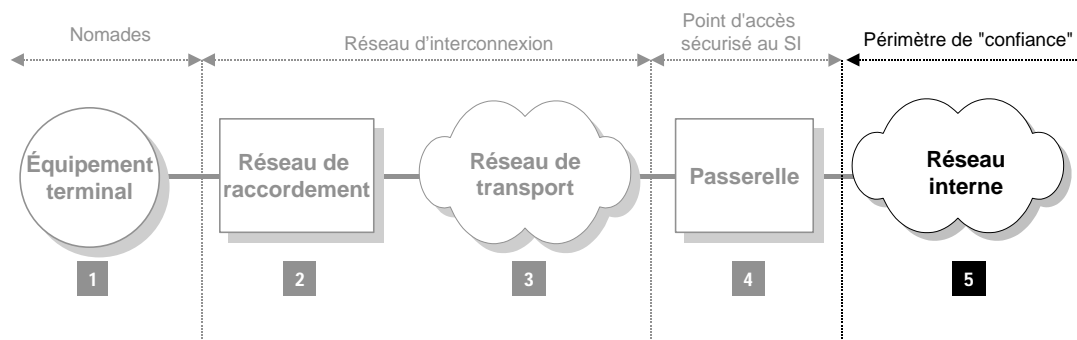 Nomades
Réseau d'interconnexion
Point d'accès
sécurisé au SI
Périmètre de "confiance"
Équipement
terminal
Réseau de
raccordement
Réseau de
transport
Passerelle
Réseau
interne
1
2
3
4
5